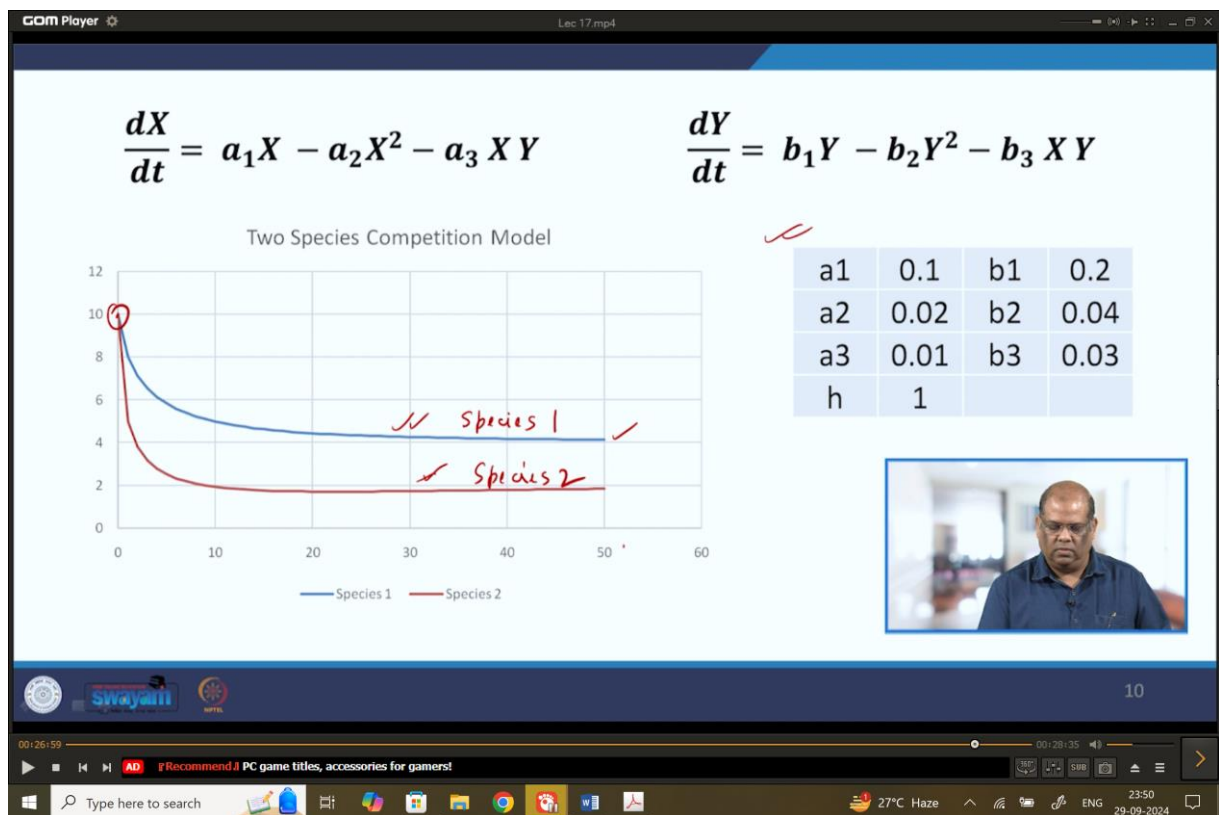 GOM Player
Lec 17.mp4
dX/dt = a₁X − a₂X² − a₃ X Y
dY/dt = b₁Y − b₂Y² − b₃ X Y
Two Species Competition Model
12
10
8
6
4
2
0
0 10 20 30 40 50 60
Species 1
Species 2
Species 1 Species 2
a1 0.1 b1 0.2
a2 0.02 b2 0.04
a3 0.01 b3 0.03
h 1
swayam
NPTEL
10
00:26:59
00:28:35
AD
Recommend PC game titles, accessories for gamers!
360°
SUB
Type here to search
27°C Haze
ENG
23:50
29-09-2024